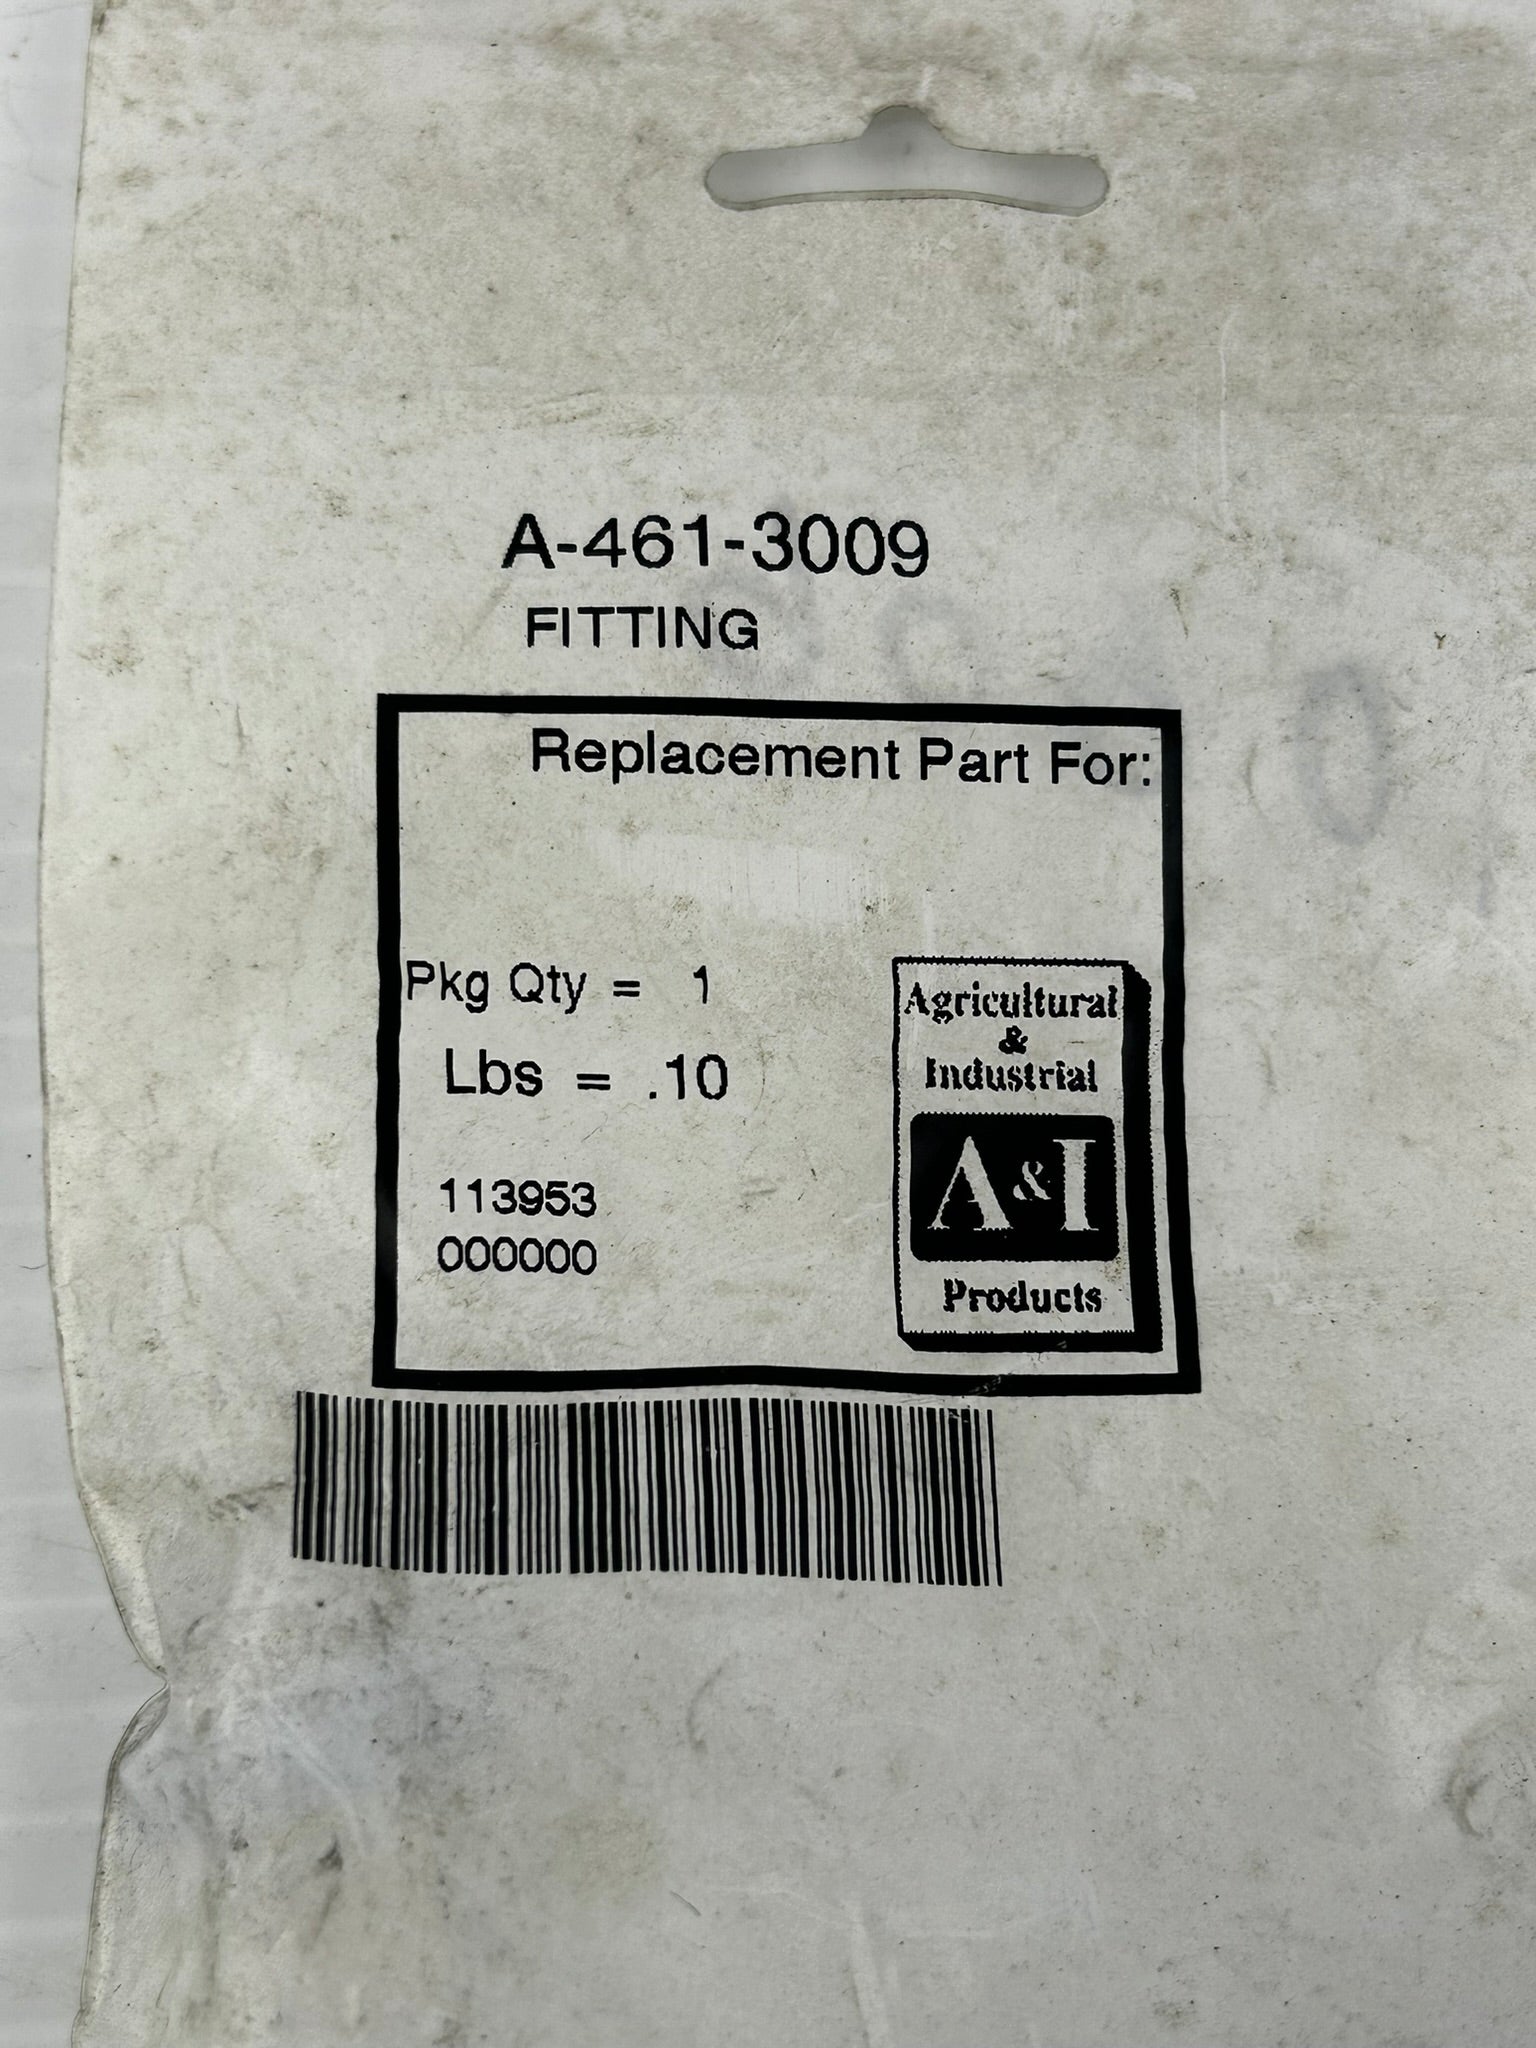 A-461-3009
FITTING
Replacement Part For:
Pkg Qty = 1
Lbs = .10
113953
000000
Agricultural
&
Industrial
A&I
Products